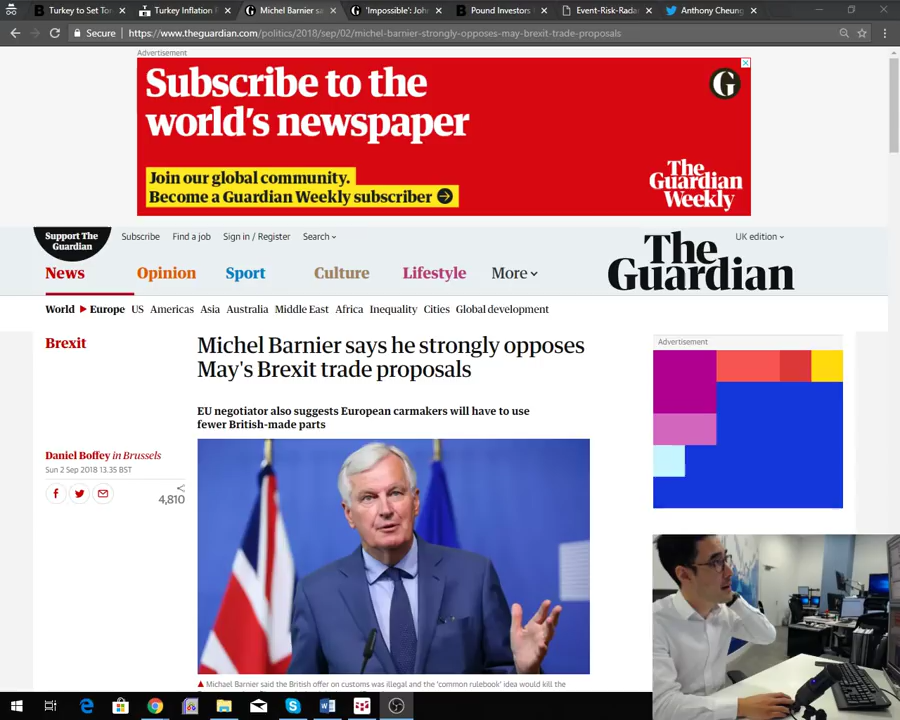 Turkey to Set To
Turkey Inflation
Michel Barnier sa
'Impossible': Joh
Pound Investors
Event-Risk-Rada
Anthony Cheung
Secure
https://www.theguardian.com/politics/2018/sep/02/michel-barnier-strongly-opposes-may-brexit-trade-proposals
Advertisement
Subscribe to the
world's newspaper
Join our global community.
Become a Guardian Weekly subscriber
The
Guardian
Weekly
Support The
Guardian
Subscribe
Find a job
Sign in / Register
Search
UK edition
The
Guardian
News
Opinion
Sport
Culture
Lifestyle
More
World
Europe
US
Americas
Asia
Australia
Middle East
Africa
Inequality
Cities
Global development
Brexit
Michel Barnier says he strongly opposes
May's Brexit trade proposals
Advertisement
EU negotiator also suggests European carmakers will have to use
fewer British-made parts
Daniel Boffey in Brussels
Sun 2 Sep 2018 13.35 BST
4,810
Michael Barnier said the British offer on customs was illegal and the 'common rulebook' idea would kill the